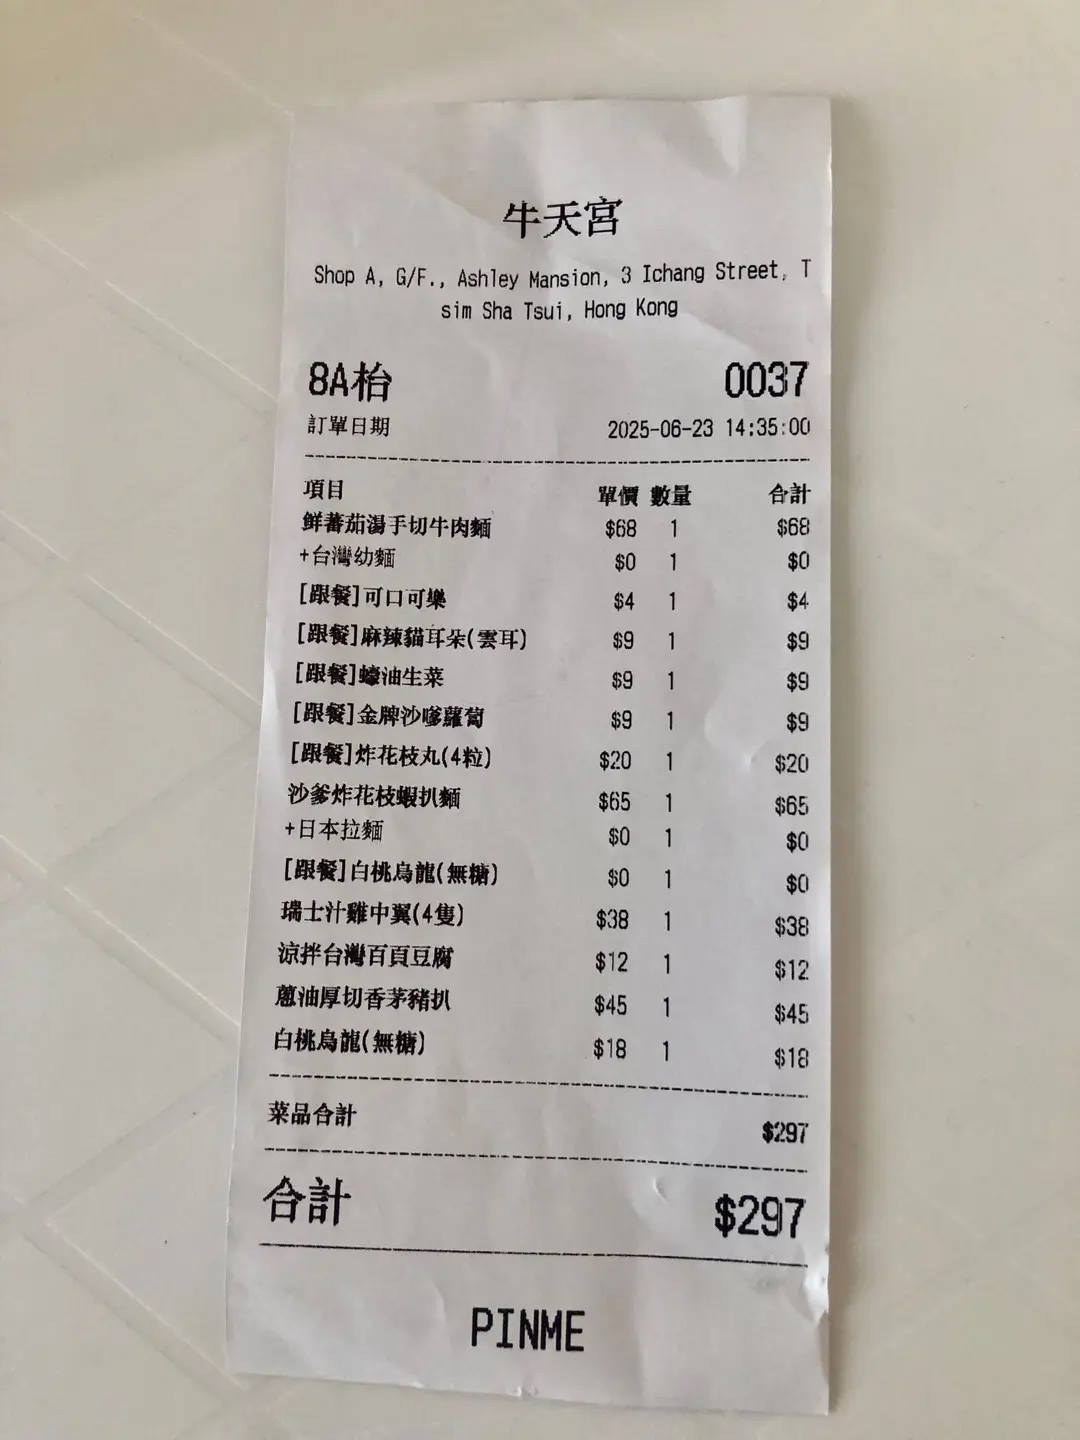 牛天宮
Shop A, G/F., Ashley Mansion, 3 Ichang Street, T
sim Sha Tsui, Hong Kong
8A枱 0037
訂單日期 2025-06-23 14:35:00
項目 單價 數量 合計
鮮蕃茄湯手切牛肉麵 $68 1 $68
+台灣幼麵 $0 1 $0
[跟餐]可口可樂 $4 1 $4
[跟餐]麻辣貓耳朵(雲耳) $9 1 $9
[跟餐]蠔油生菜 $9 1 $9
[跟餐]金牌沙嗲蘿蔔 $9 1 $9
[跟餐]炸花枝丸(4粒) $20 1 $20
沙爹炸花枝蝦扒麵 $65 1 $65
+日本拉麵 $0 1 $0
[跟餐]白桃烏龍(無糖) $0 1 $0
瑞士汁雞中翼(4隻) $38 1 $38
涼拌台灣百頁豆腐 $12 1 $12
蔥油厚切香茅豬扒 $45 1 $45
白桃烏龍(無糖) $18 1 $18
菜品合計 $297
合計 $297
PINME